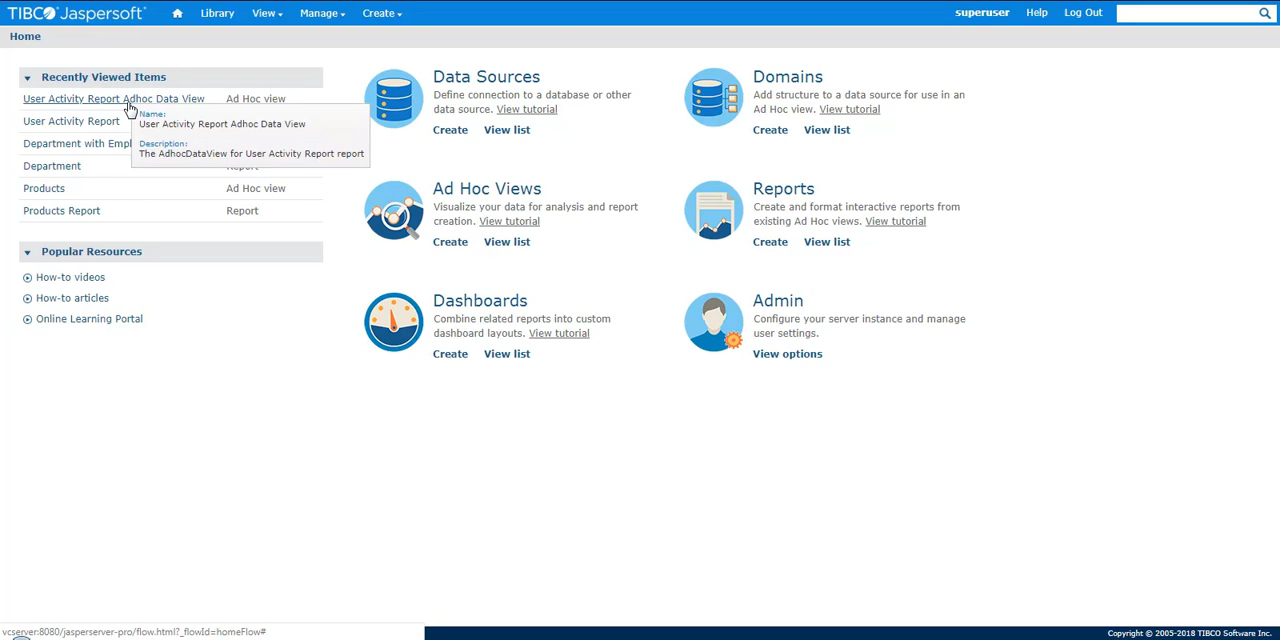 TIBCO Jaspersoft® Library View Manage Create superuser Help Log Out
Home
Recently Viewed Items
User Activity Report Adhoc Data View Ad Hoc view
User Activity Report
Department with Empl
Department
Products Ad Hoc view
Products Report Report
Name:
User Activity Report Adhoc Data View
Description:
The AdhocDataView for User Activity Report report
Popular Resources
How-to videos
How-to articles
Online Learning Portal
Data Sources
Define connection to a database or other
data source. View tutorial
Create View list
Domains
Add structure to a data source for use in an
Ad Hoc view. View tutorial
Create View list
Ad Hoc Views
Visualize your data for analysis and report
creation. View tutorial
Create View list
Reports
Create and format interactive reports from
existing Ad Hoc views. View tutorial
Create View list
Dashboards
Combine related reports into custom
dashboard layouts. View tutorial
Create View list
Admin
Configure your server instance and manage
user settings.
View options
vcserver:8080/jasperserver-pro/flow.html?_flowId=homeFlow#
Copyright © 2005-2018 TIBCO Software Inc.